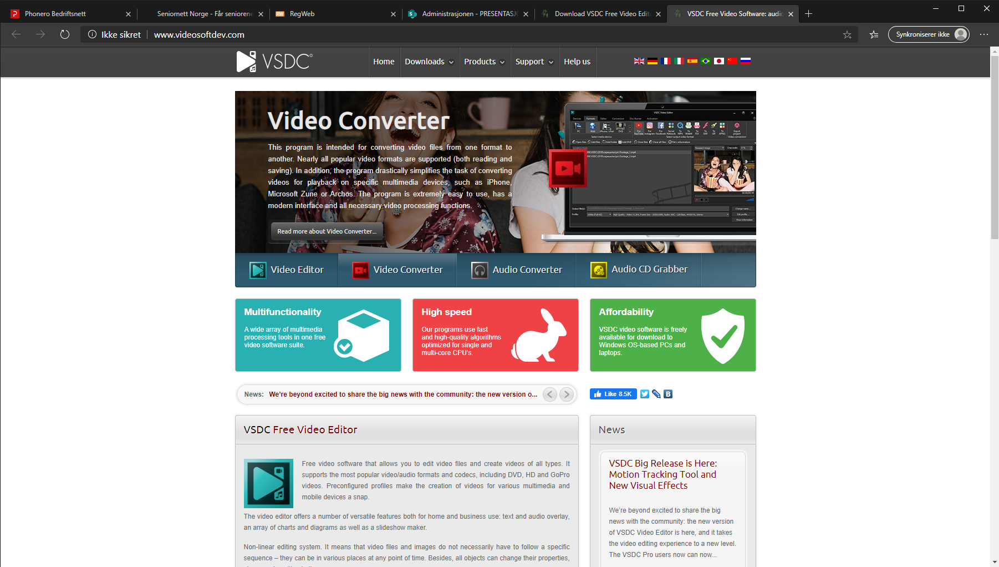 Phonero Bedriftsnett
Seniornett Norge - Får seniorene
RegWeb
Administrasjonen - PRESENTASJO
Download VSDC Free Video Edit
VSDC Free Video Software: audio
Ikke sikret
www.videosoftdev.com
Synkroniserer ikke
VSDC
Home
Downloads
Products
Support
Help us
Video Converter
This program is intended for converting video files from one format to
another. Nearly all popular video formats are supported (both reading and
saving). In addition, the program drastically simplifies the task of converting
videos for playback on specific multimedia devices, such as iPhone,
Microsoft Zune or Archos. The program is extremely easy to use, has a
modern interface and all necessary video processing functions.
Read more about Video Converter...
VSDC Video Editor
Video Editor
Video Converter
Audio Converter
Audio CD Grabber
Multifunctionality
A wide array of multimedia
processing tools in one free
video software suite.
High speed
Our programs use fast
and high-quality algorithms
optimized for single and
multi-core CPU's.
Affordability
VSDC video software is freely
available for download to
Windows OS-based PCs and
laptops.
News: We're beyond excited to share the big news with the community: the new version o...
Like 8.5K
VSDC Free Video Editor
Free video software that allows you to edit video files and create videos of all types. It
supports the most popular video/audio formats and codecs, including DVD, HD and GoPro
videos. Preconfigured profiles make the creation of videos for various multimedia and
mobile devices a snap.
The video editor offers a number of versatile features both for home and business use: text and audio overlay,
an array of charts and diagrams as well as a slideshow maker.
Non-linear editing system. It means that video files and images do not necessarily have to follow a specific
sequence – they can be in various places at any point of time. Besides, all objects can change their properties,
News
VSDC Big Release is Here:
Motion Tracking Tool and
New Visual Effects
We're beyond excited to share the big
news with the community: the new version
of VSDC Video Editor is here, and it takes
the video editing experience to a new level.
The VSDC Pro users now can now...